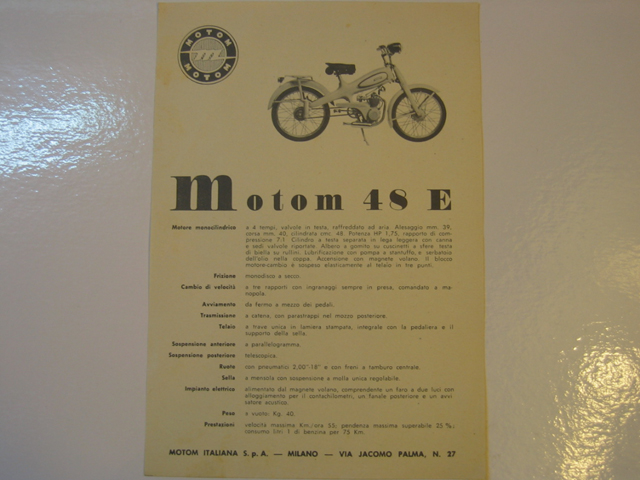 MOTOM
m
MOTOM
Motom 48 E
Motore monocilindrico a 4 tempi, valvole in testa, raffreddato ad aria. Alesaggio mm. 39,
corsa mm. 40, cilindrata cmc. 48. Potenza HP 1,75; rapporto di com-
pressione 7:1 Cilindro a testa separata in lega leggera con canna
e sedi valvole riportate. Albero a gomito su cuscinetti a sfere, testa
di biella su rullini. Lubrificazione con pompa a stantuffo, e serbatoio
dell'olio nella coppa. Accensione con magnete volano. Il blocco
motore-cambio è sospeso elasticamente al telaio in tre punti.
Frizione monodisco a secco.
Cambio di velocità a tre rapporti con ingranaggi sempre in presa, comandato a ma
nopola.
Avviamento da fermo a mezzo dei pedali.
Trasmissione a catena, con parastrappi nel mozzo posteriore.
Telaio a trave unica in lamiera stampata, integrale con la pedaliera e il
supporto della sella.
Sospensione anteriore a parallelogramma.
Sospensione posteriore telescopica.
Ruote con pneumatici 2,00"-18" e con freni a tamburo centrale.
Sella a mensola con sospensione a molla unica regolabile.
Impianto elettrico alimentato dal magnete volano, comprendente un faro a due luci con
alloggiamento per il contachilometri, un fanale posteriore e un avvi
satore acustico.
Peso a vuoto: Kg. 40.
Prestazioni velocità massima Km./ora 55; pendenza massima superabile 25 %;
consumo litri 1 di benzina per 75 Km.
MOTOM ITALIANA S. p. A. — MILANO — VIA JACOMO PALMA, N. 27